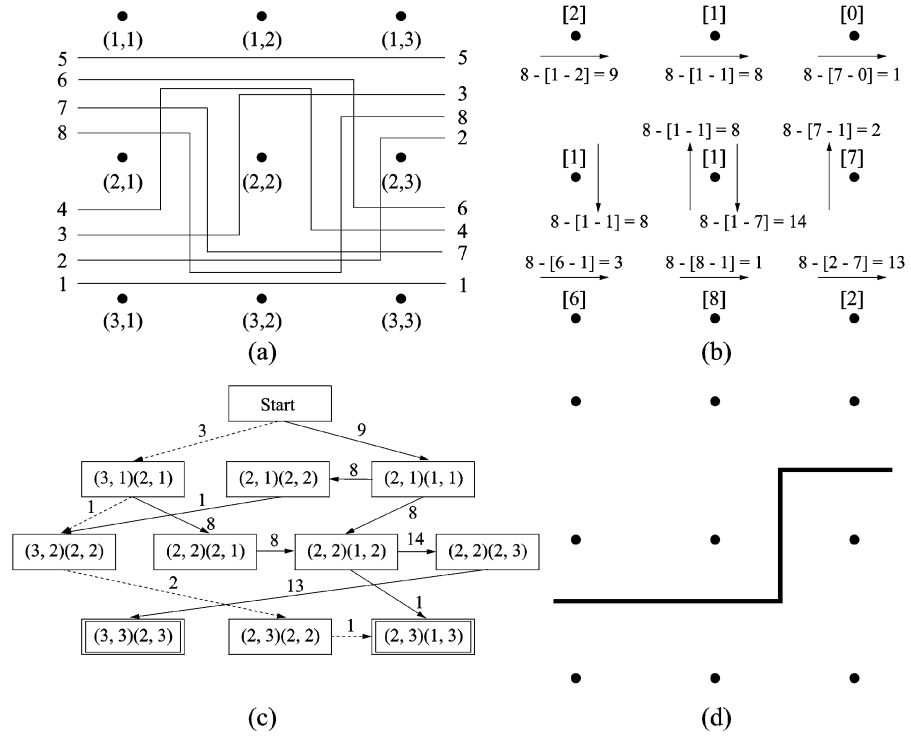 (1,1) (1,2) (1,3)
5 5
6 3
7 8
8 2
(2,1) (2,2) (2,3)
4 6
3 4
2 7
1 1
(3,1) (3,2) (3,3)
(a)
[2] [1] [0]
8 - [1 - 2] = 9 8 - [1 - 1] = 8 8 - [7 - 0] = 1
8 - [1 - 1] = 8 8 - [7 - 1] = 2
[1] [1] [7]
8 - [1 - 1] = 8 8 - [1 - 7] = 14
8 - [6 - 1] = 3 8 - [8 - 1] = 1 8 - [2 - 7] = 13
[6] [8] [2]
(b)
Start
3 9
(3, 1)(2, 1) (2, 1)(2, 2) 8 (2, 1)(1, 1)
1 8 1 8
(3, 2)(2, 2) (2, 2)(2, 1) 8 (2, 2)(1, 2) 14 (2, 2)(2, 3)
2 13 1
(3, 3)(2, 3) (2, 3)(2, 2) 1 (2, 3)(1, 3)
(c)
(d)